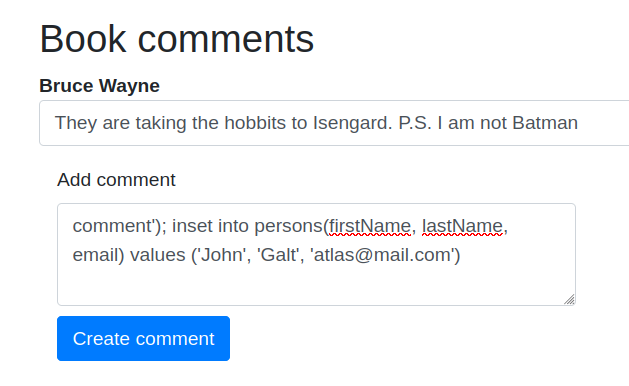 Book comments
Bruce Wayne
They are taking the hobbits to Isengard. P.S. I am not Batman
Add comment
comment'); inset into persons(firstName, lastName,
email) values ('John', 'Galt', 'atlas@mail.com')
Create comment